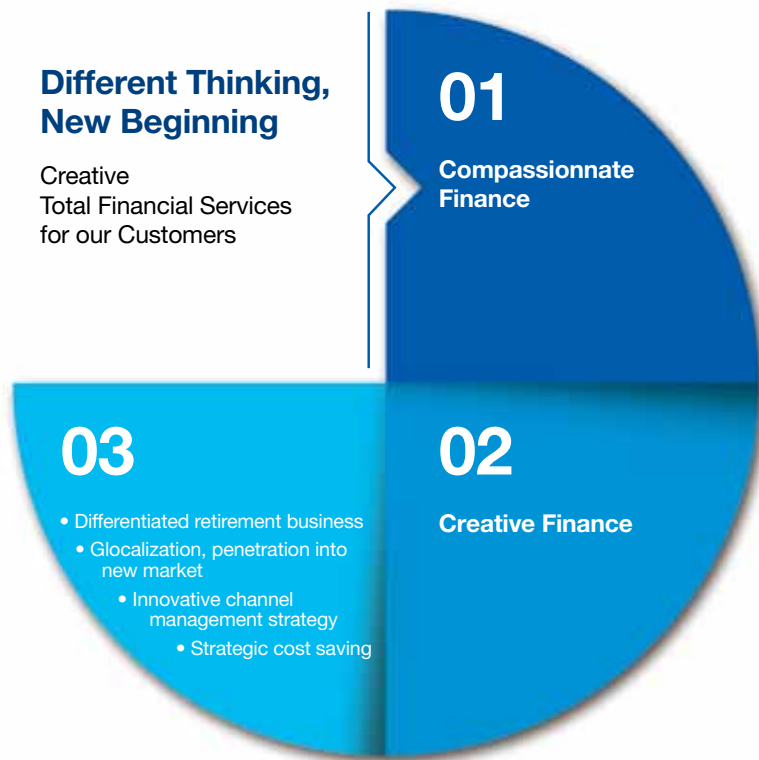 Different Thinking,
New Beginning
Creative
Total Financial Services
for our Customers
01
Compassionnate
Finance
02
Creative Finance
03
• Differentiated retirement business
• Glocalization, penetration into
new market
• Innovative channel
management strategy
• Strategic cost saving